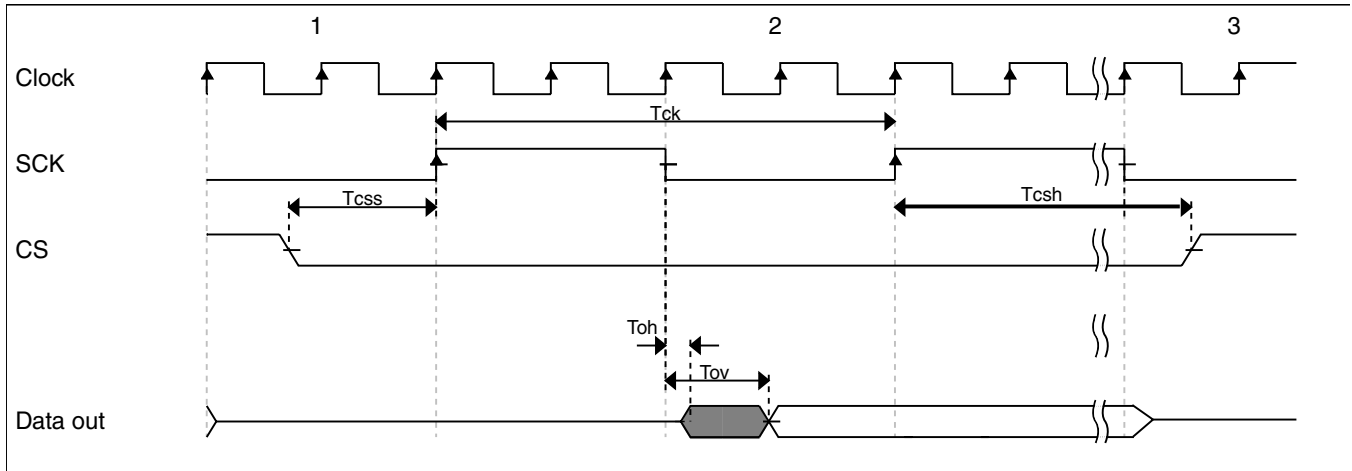 1 2 3
Clock
Tck
SCK
Tcss Tcsh
CS
Toh
Tov
Data out